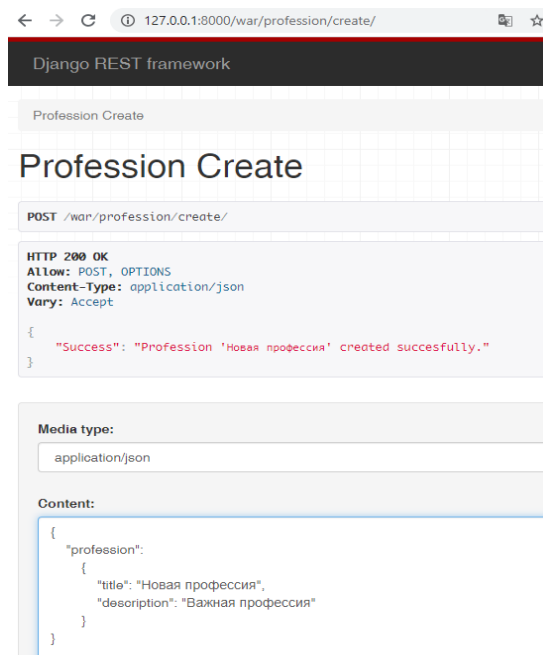 127.0.0.1:8000/war/profession/create/
Django REST framework
Profession Create
Profession Create
POST /war/profession/create/
HTTP 200 OK
Allow: POST, OPTIONS
Content-Type: application/json
Vary: Accept
{
"Success": "Profession 'Новая профессия' created succesfully."
}
Media type:
application/json
Content:
{
"profession":
{
"title": "Новая профессия",
"description": "Важная профессия"
}
}